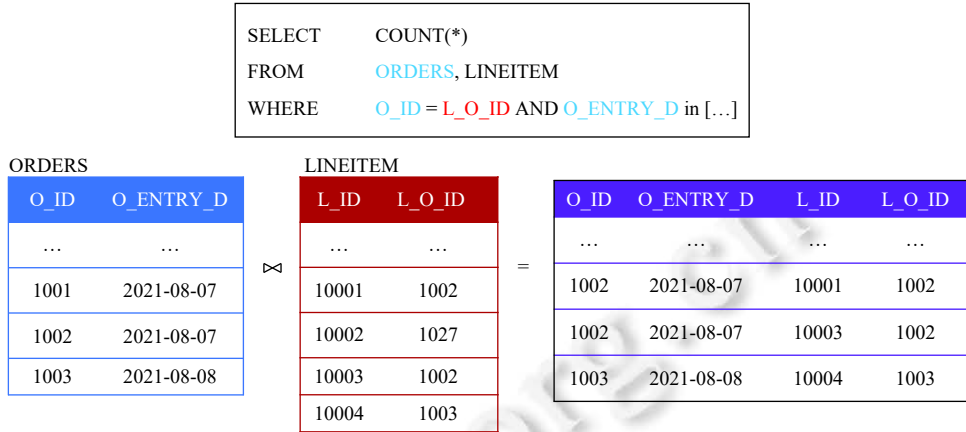 SELECT COUNT(*)
FROM ORDERS, LINEITEM
WHERE O_ID = L_O_ID AND O_ENTRY_D in […]
ORDERS
O_ID O_ENTRY_D
… …
1001 2021-08-07
1002 2021-08-07
1003 2021-08-08
⋈
LINEITEM
L_ID L_O_ID
… …
10001 1002
10002 1027
10003 1002
10004 1003
=
O_ID O_ENTRY_D L_ID L_O_ID
… … … …
1002 2021-08-07 10001 1002
1002 2021-08-07 10003 1002
1003 2021-08-08 10004 1003
org.cn